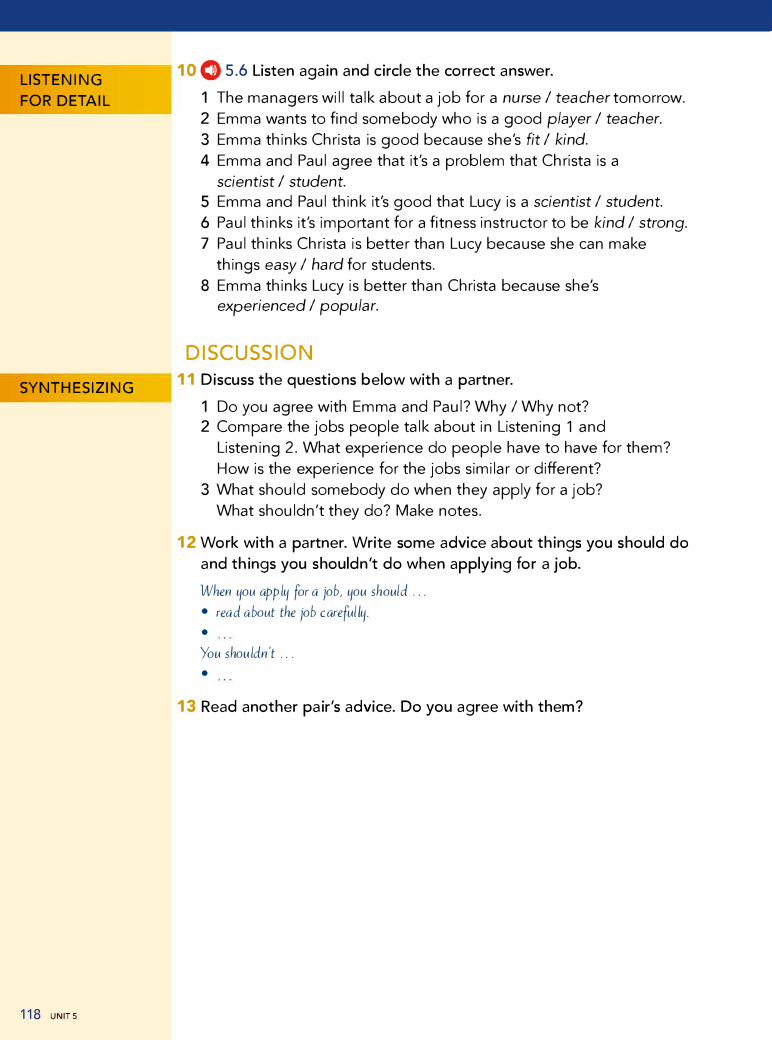 LISTENING
FOR DETAIL
10 5.6 Listen again and circle the correct answer.
1 The managers will talk about a job for a nurse / teacher tomorrow.
2 Emma wants to find somebody who is a good player / teacher.
3 Emma thinks Christa is good because she's fit / kind.
4 Emma and Paul agree that it's a problem that Christa is a
scientist / student.
5 Emma and Paul think it's good that Lucy is a scientist / student.
6 Paul thinks it's important for a fitness instructor to be kind / strong.
7 Paul thinks Christa is better than Lucy because she can make
things easy / hard for students.
8 Emma thinks Lucy is better than Christa because she's
experienced / popular.
DISCUSSION
SYNTHESIZING
11 Discuss the questions below with a partner.
1 Do you agree with Emma and Paul? Why / Why not?
2 Compare the jobs people talk about in Listening 1 and
Listening 2. What experience do people have to have for them?
How is the experience for the jobs similar or different?
3 What should somebody do when they apply for a job?
What shouldn't they do? Make notes.
12 Work with a partner. Write some advice about things you should do
and things you shouldn't do when applying for a job.
When you apply for a job, you should ...
• read about the job carefully.
• ...
You shouldn't ...
• ...
13 Read another pair's advice. Do you agree with them?
118 UNIT 5